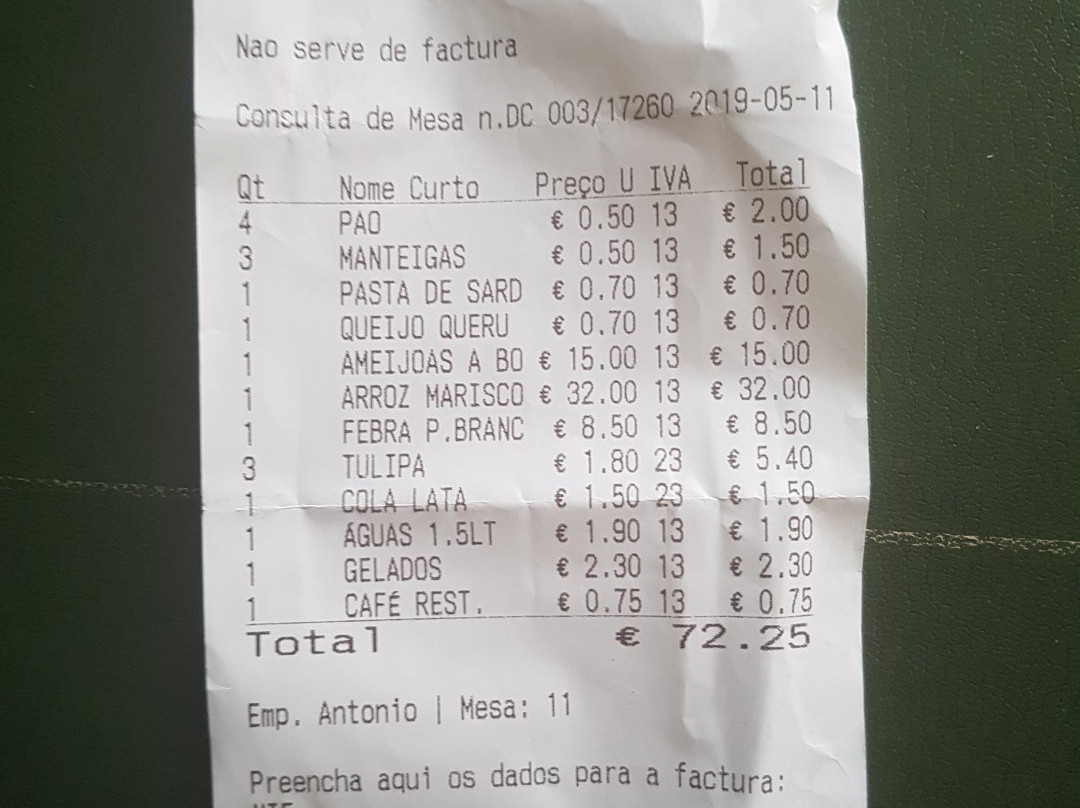 Nao serve de factura
Consulta de Mesa n.DC 003/17260 2019-05-11
Qt Nome Curto Preço U IVA Total
4 PAO € 0.50 13 € 2.00
3 MANTEIGAS € 0.50 13 € 1.50
1 PASTA DE SARD € 0.70 13 € 0.70
1 QUEIJO QUERU € 0.70 13 € 0.70
1 AMEIJOAS A BO € 15.00 13 € 15.00
1 ARROZ MARISCO € 32.00 13 € 32.00
1 FEBRA P.BRANC € 8.50 13 € 8.50
3 TULIPA € 1.80 23 € 5.40
1 COLA LATA € 1.50 23 € 1.50
1 ÁGUAS 1.5LT € 1.90 13 € 1.90
1 GELADOS € 2.30 13 € 2.30
1 CAFÉ REST. € 0.75 13 € 0.75
Total € 72.25
Emp. Antonio | Mesa: 11
Preencha aqui os dados para a factura: